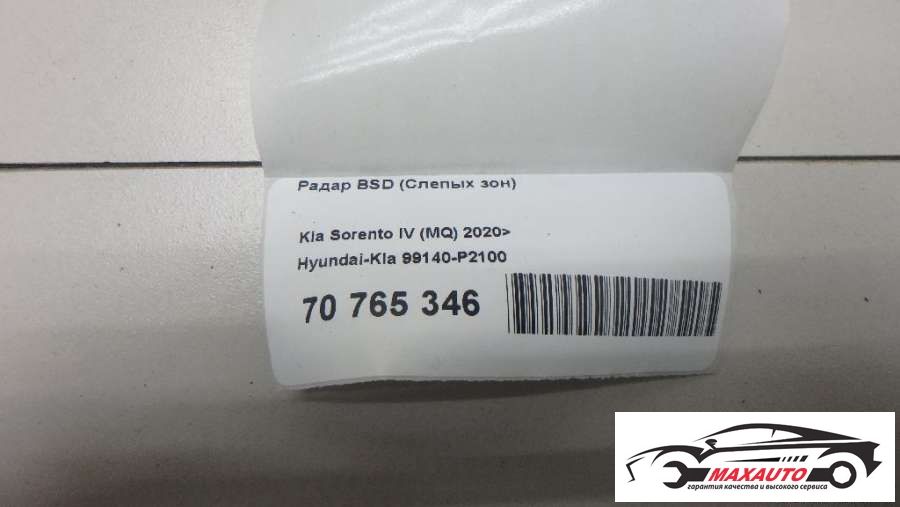 Радар BSD (Слепых зон)
Kia Sorento IV (MQ) 2020>
Hyundai-Kia 99140-P2100
70 765 346
MAXAUTO
гарантия качества и высокого сервиса